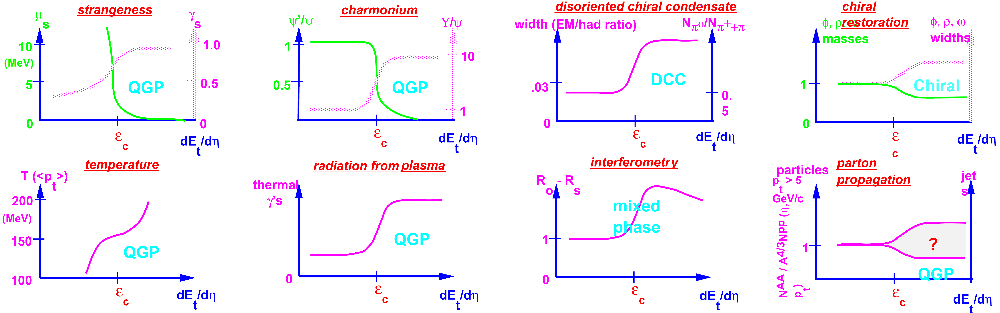 strangeness
μs
γs
10
(MeV)
5
0
1.0
0.5
0
QGP
εc
dEt/dη
charmonium
ψ’/ψ
Υ/ψ
1
0.5
10
1
QGP
εc
dEt/dη
disoriented chiral condensate
width (EM/had ratio)
Nπo/Nπ++π−
.03
0
0.
5
DCC
εc
dEt/dη
chiral
restoration
ϕ, ρ, ω
masses
ϕ, ρ, ω
widths
1
0
Chiral
ε
c
dEt/dη
temperature
T (<pt>)
200
(MeV)
150
100
QGP
εc
dEt/dη
radiation from plasma
thermal
γ’s
0
QGP
εc
dEt/dη
interferometry
Ro - Rs
1
0
mixed
phase
εc
dEt/dη
parton
propagation
particles
pt > 5
GeV/c
jet
s
NAA / A4/3Npp (η,
pt)
1
?
QGP
εc
dEt/dη